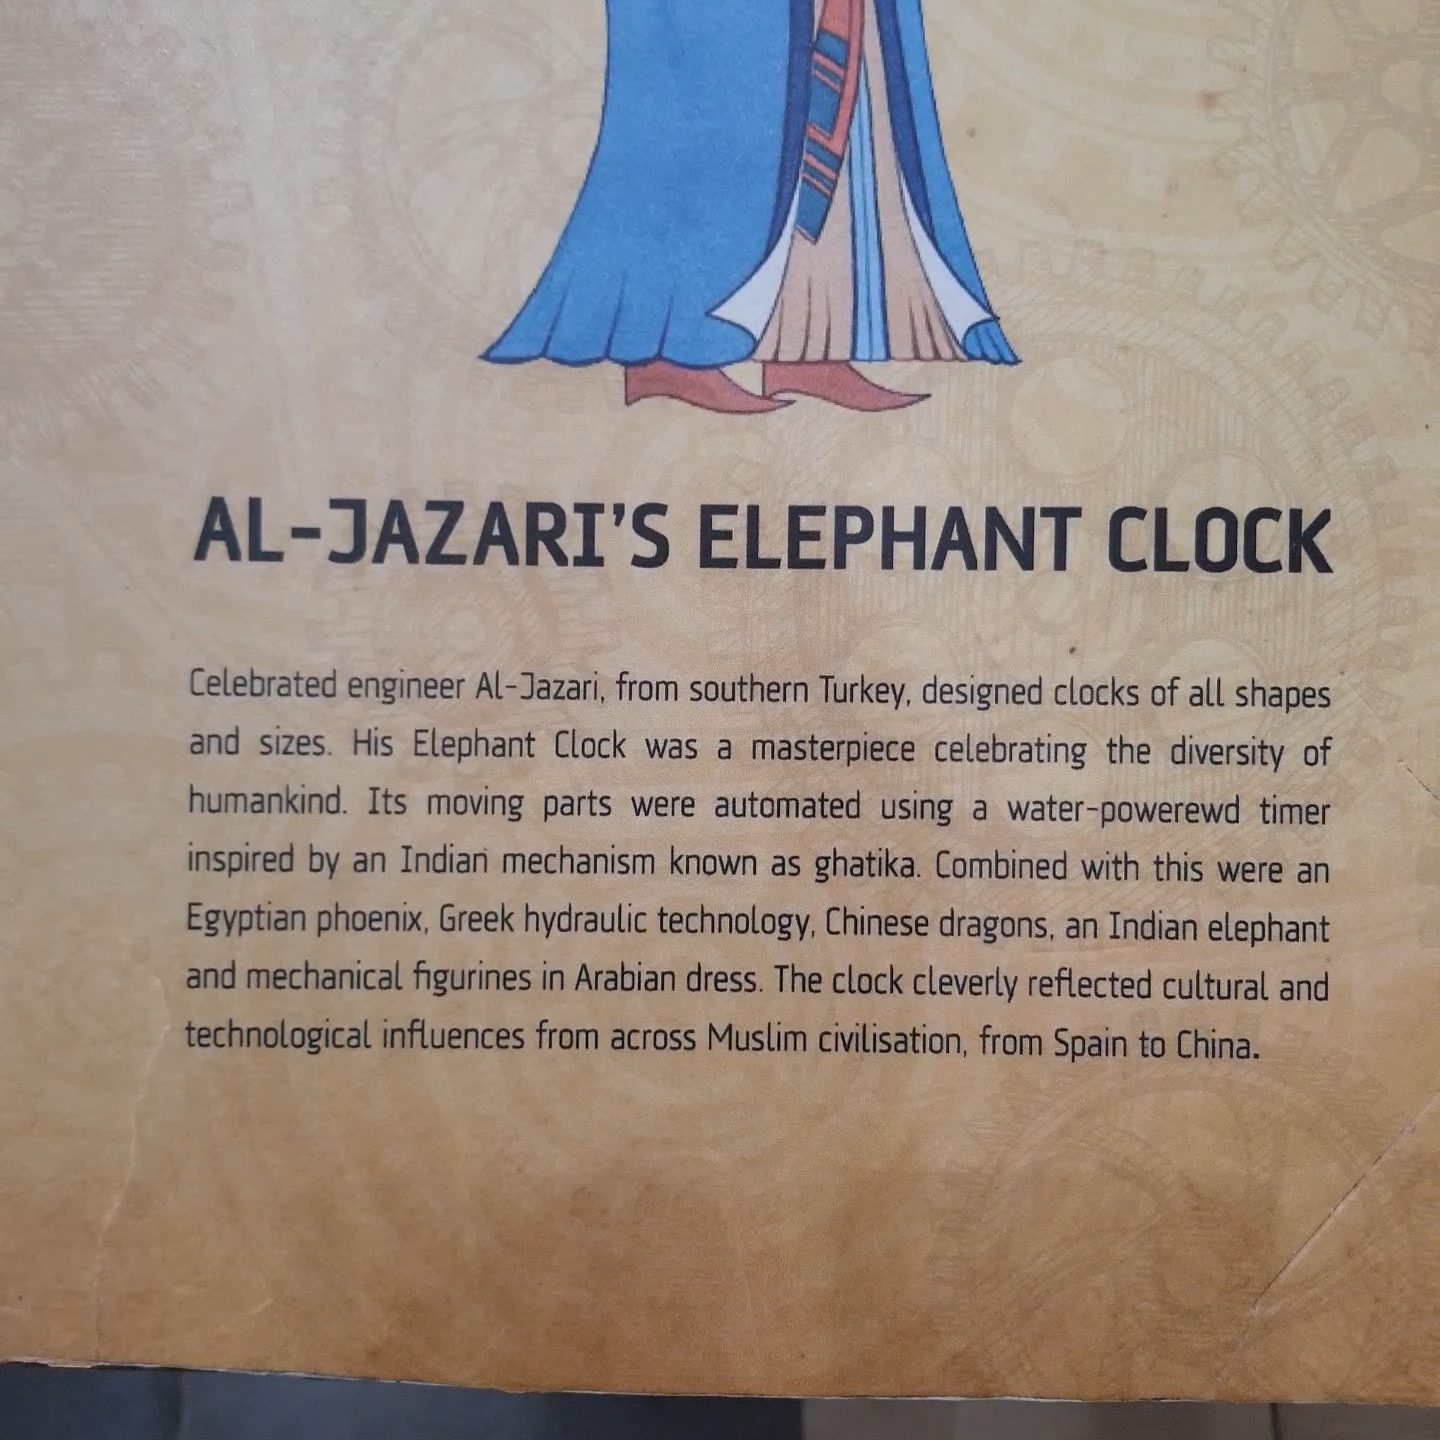 AL-JAZARI'S ELEPHANT CLOCK
Celebrated engineer Al-Jazari, from southern Turkey, designed clocks of all shapes
and sizes. His Elephant Clock was a masterpiece celebrating the diversity of
humankind. Its moving parts were automated using a water-powerewd timer
inspired by an Indian mechanism known as ghatika. Combined with this were an
Egyptian phoenix, Greek hydraulic technology, Chinese dragons, an Indian elephant
and mechanical figurines in Arabian dress. The clock cleverly reflected cultural and
technological influences from across Muslim civilisation, from Spain to China.